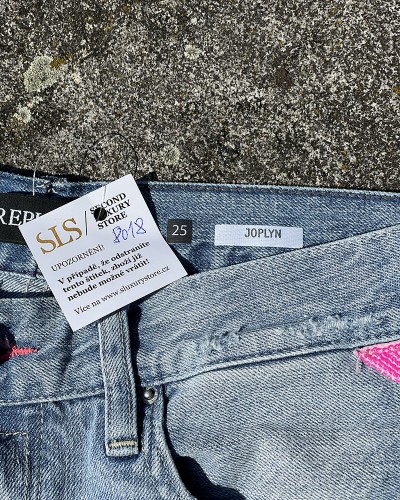 REPL
SLS/
SECOND
LUXURY
STORE
8018
UPOZORNĚNÍ!
V případě, že odstraníte
tento štítek, zboží již
nebude možné vrátit!
Více na www.sluxurystore.cz
25
JOPLYN